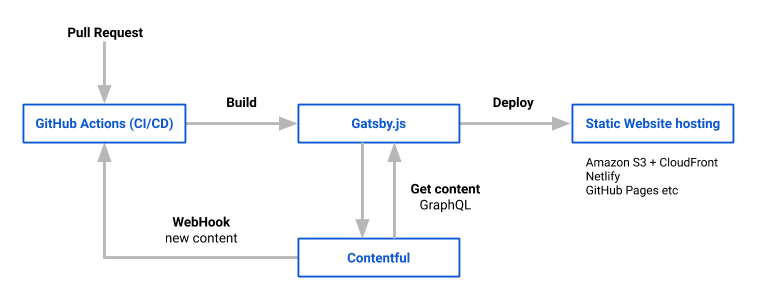 Pull Request
GitHub Actions (CI/CD)
Build
Gatsby.js
Deploy
Static Website hosting
Amazon S3 + CloudFront
Netlify
GitHub Pages etc
Get content
GraphQL
WebHook
new content
Contentful